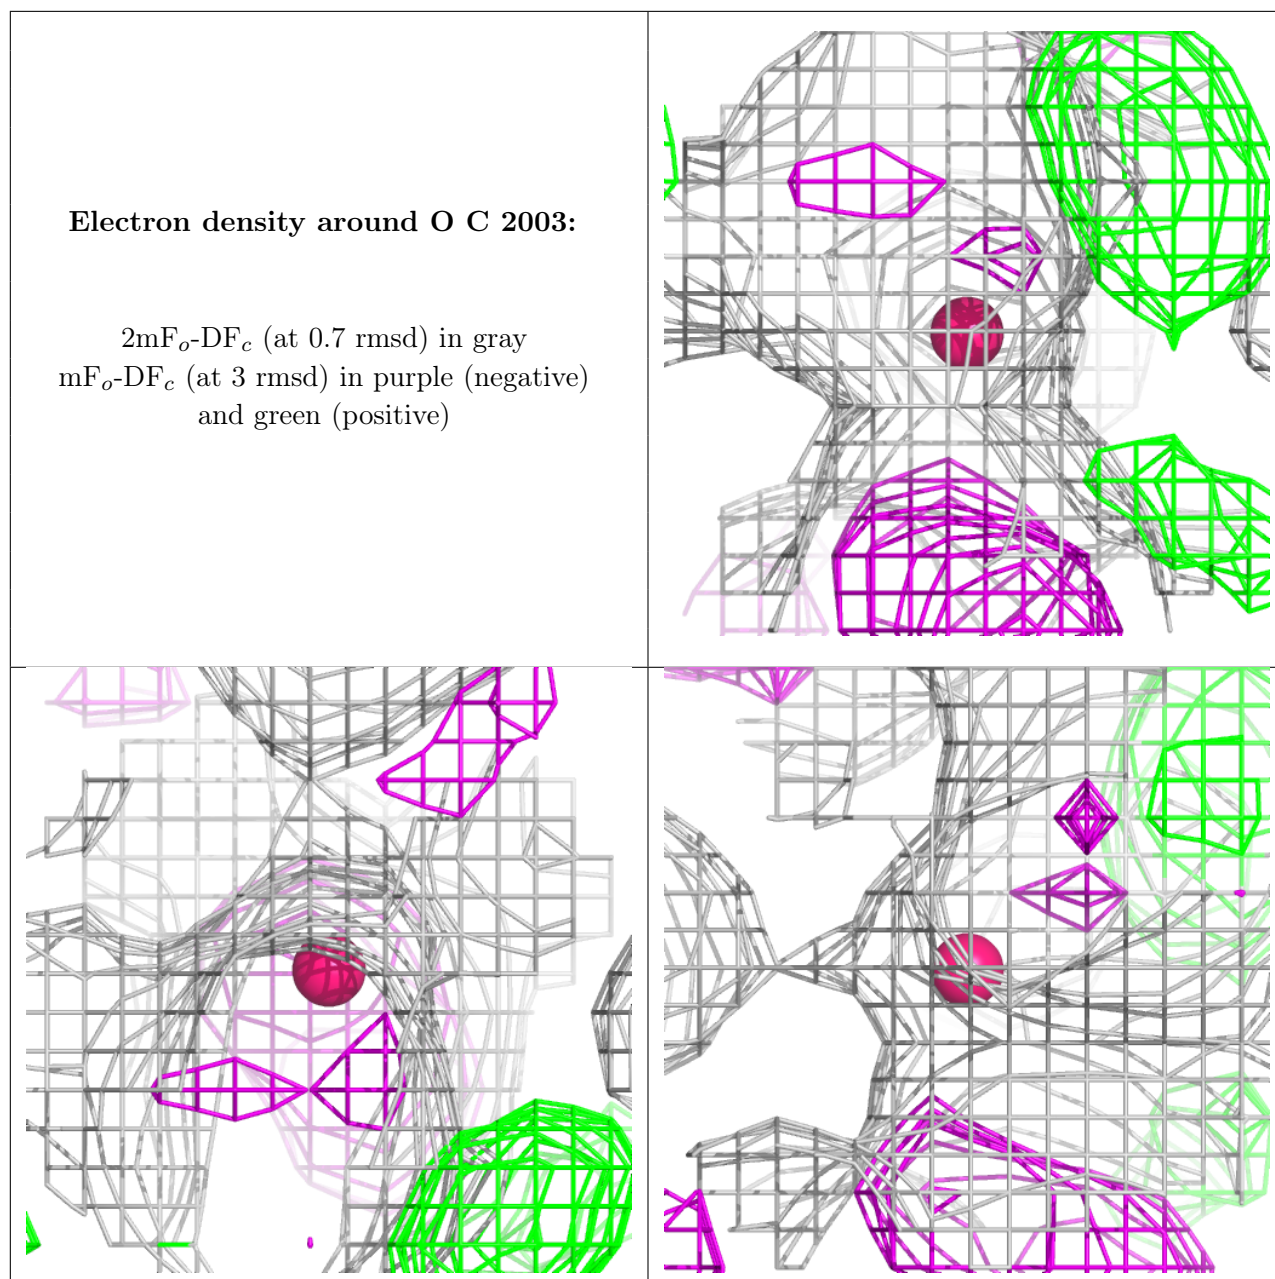 Electron density around O C 2003:
2mFo-DFc (at 0.7 rmsd) in gray
mFo-DFc (at 3 rmsd) in purple (negative)
and green (positive)